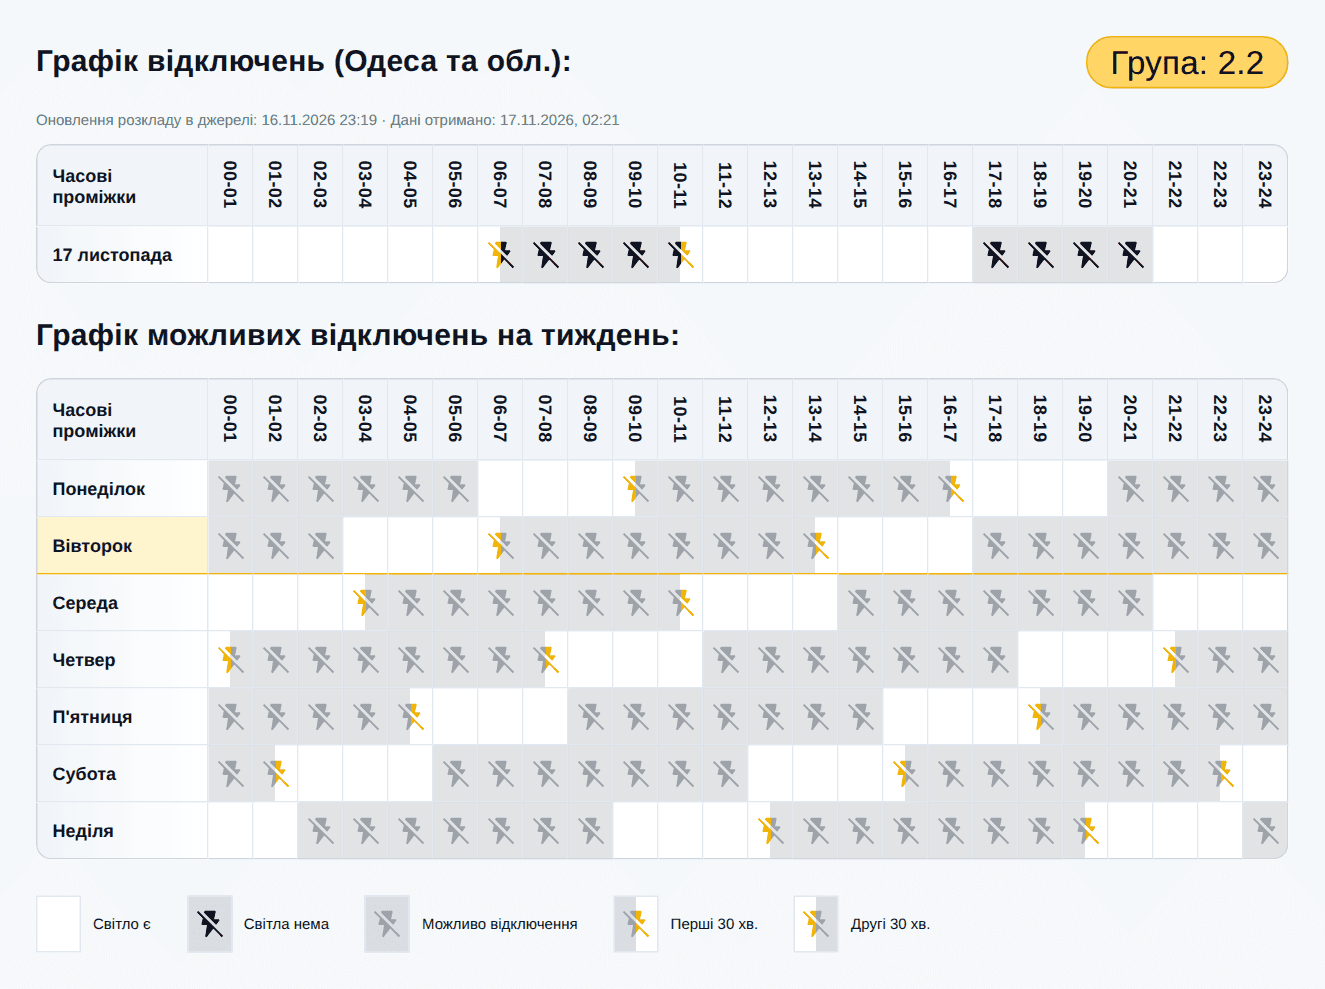 Графік відключень (Одеса та обл.):
Група: 2.2
Оновлення розкладу в джерелі: 16.11.2026 23:19 · Дані отримано: 17.11.2026, 02:21
Часові
проміжки
00-01 01-02 02-03 03-04 04-05 05-06 06-07 07-08 08-09 09-10 10-11 11-12 12-13 13-14 14-15 15-16 16-17 17-18 18-19 19-20 20-21 21-22 22-23 23-24
17 листопада
Графік можливих відключень на тиждень:
Часові
проміжки
00-01 01-02 02-03 03-04 04-05 05-06 06-07 07-08 08-09 09-10 10-11 11-12 12-13 13-14 14-15 15-16 16-17 17-18 18-19 19-20 20-21 21-22 22-23 23-24
Понеділок
Вівторок
Середа
Четвер
П'ятниця
Субота
Неділя
Світло є
Світла нема
Можливо відключення
Перші 30 хв.
Другі 30 хв.